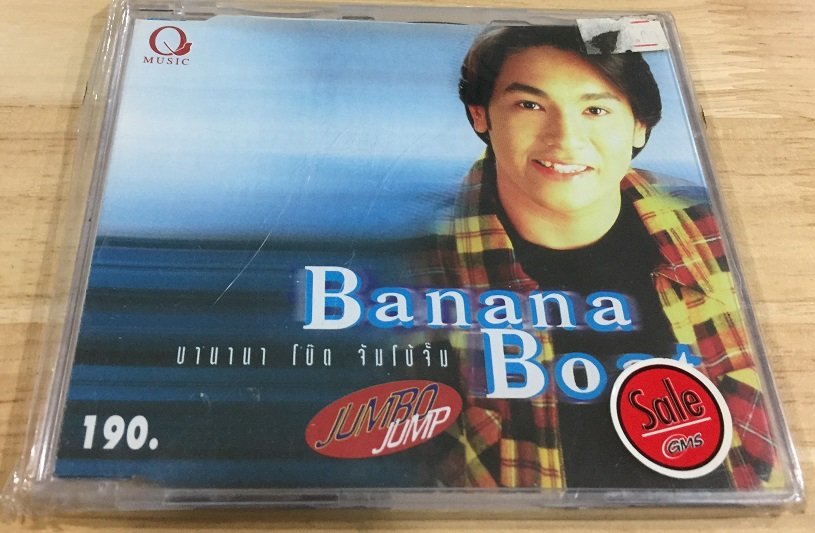 Q
MUSIC
Banana
บานานา โบ๊ต จัมโบ้จั๊ม
Boat
Sale
GMS
JUMBO
JUMP
190.